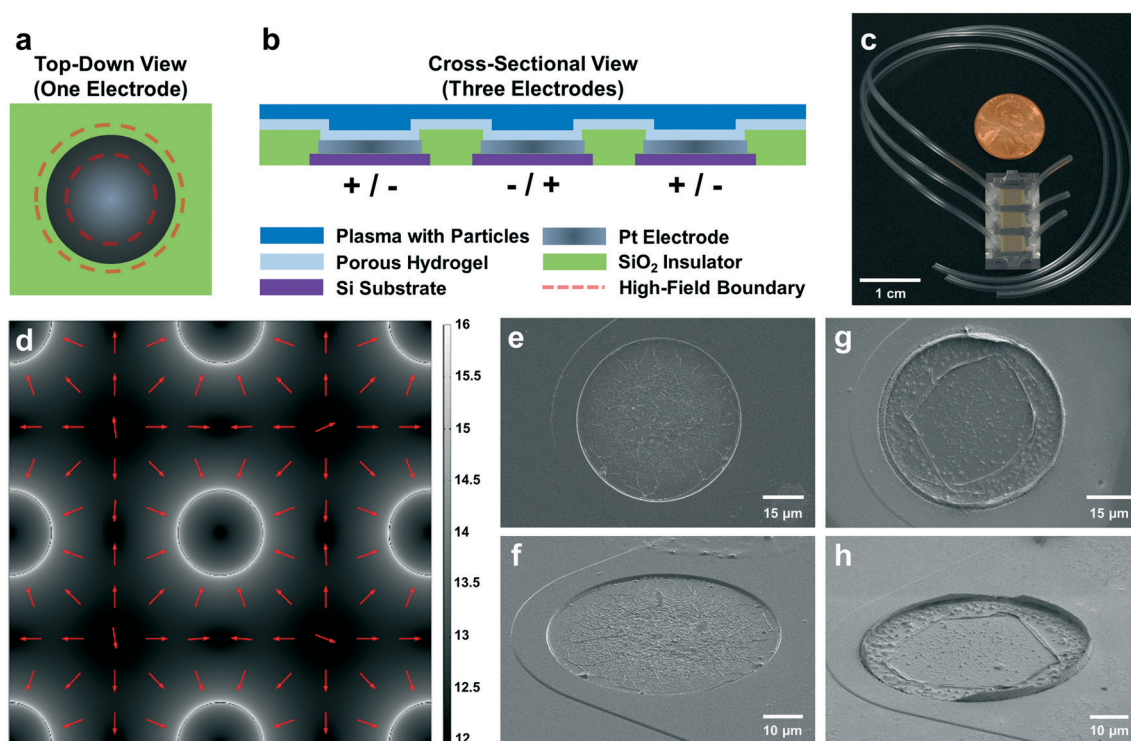 a
Top-Down View
(One Electrode)
b
Cross-Sectional View
(Three Electrodes)
+ / -
- / +
+ / -
Plasma with Particles
Porous Hydrogel
Si Substrate
Pt Electrode
SiO₂ Insulator
High-Field Boundary
c
1 cm
d
16
15.5
15
14.5
14
13.5
13
12.5
12
e
15 µm
f
10 µm
g
15 µm
h
10 µm